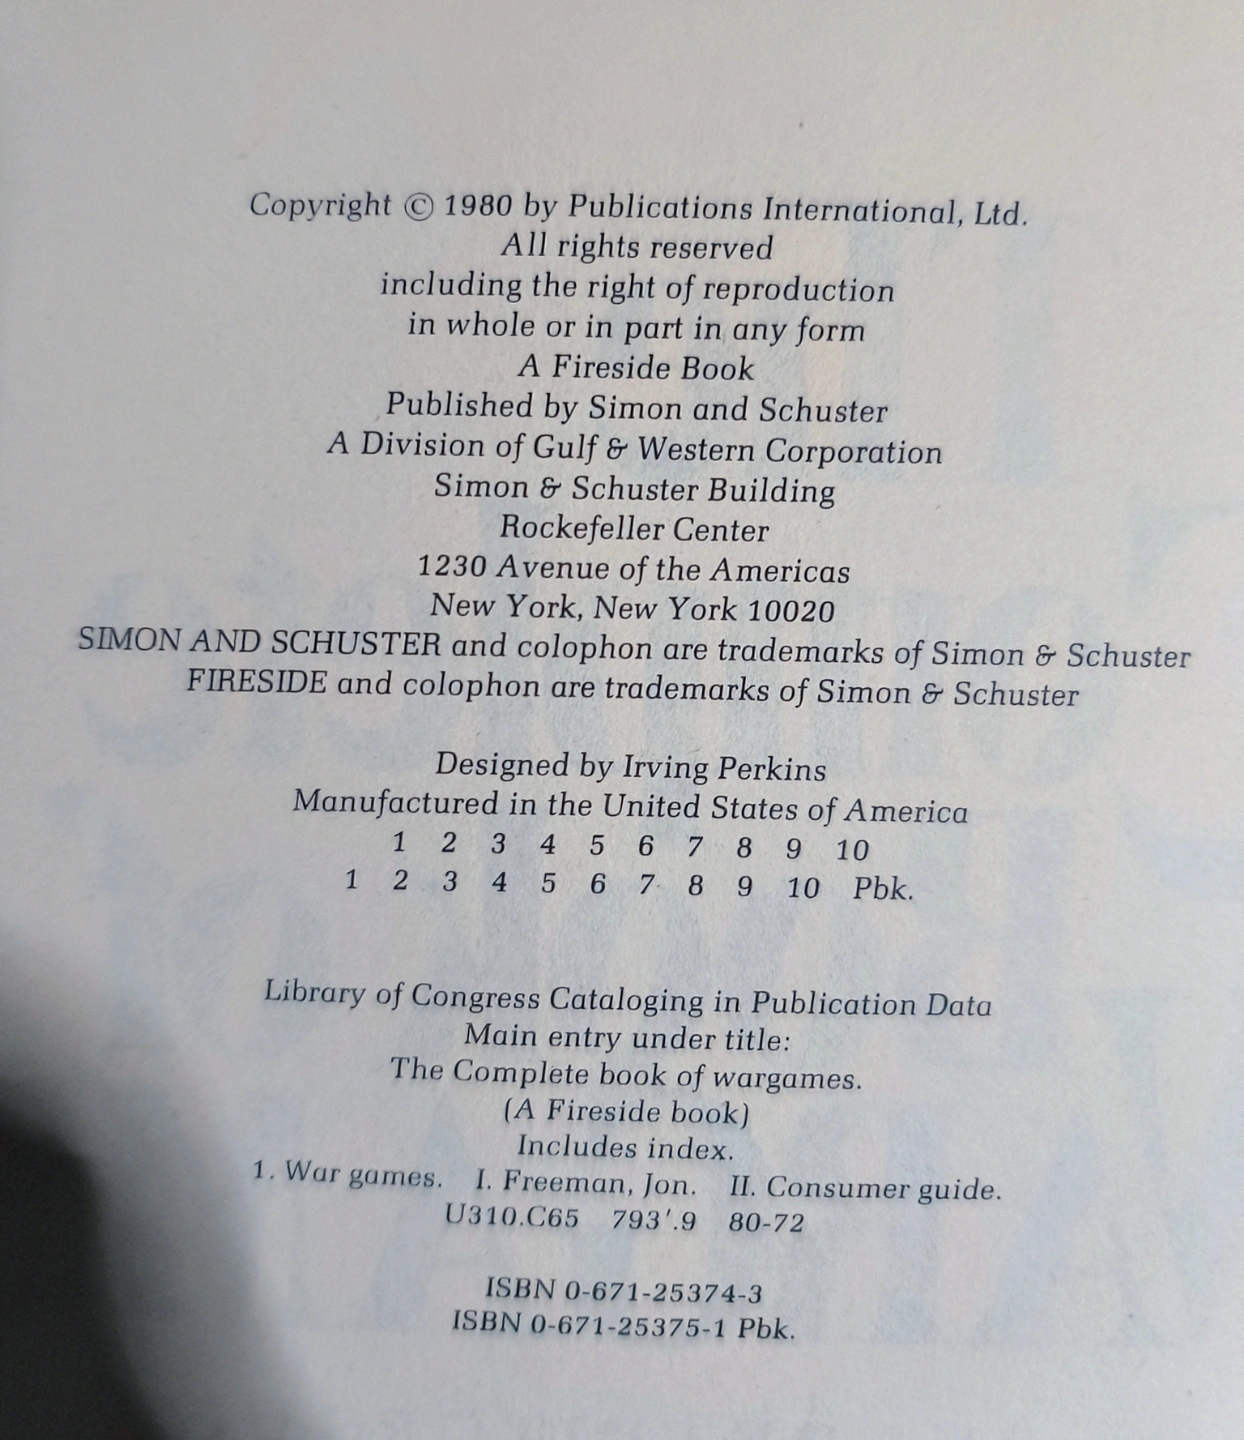 Copyright © 1980 by Publications International, Ltd.
All rights reserved
including the right of reproduction
in whole or in part in any form
A Fireside Book
Published by Simon and Schuster
A Division of Gulf & Western Corporation
Simon & Schuster Building
Rockefeller Center
1230 Avenue of the Americas
New York, New York 10020
SIMON AND SCHUSTER and colophon are trademarks of Simon & Schuster
FIRESIDE and colophon are trademarks of Simon & Schuster
Designed by Irving Perkins
Manufactured in the United States of America
1 2 3 4 5 6 7 8 9 10
1 2 3 4 5 6 7 8 9 10 Pbk.
Library of Congress Cataloging in Publication Data
Main entry under title:
The Complete book of wargames.
(A Fireside book)
Includes index.
1. War games. I. Freeman, Jon. II. Consumer guide.
U310.C65 793'.9 80-72
ISBN 0-671-25374-3
ISBN 0-671-25375-1 Pbk.